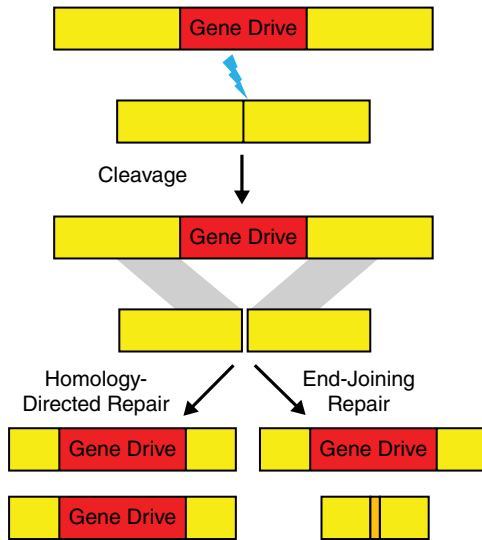 Gene Drive
Cleavage
Gene Drive
Homology-
Directed Repair
End-Joining
Repair
Gene Drive
Gene Drive
Gene Drive